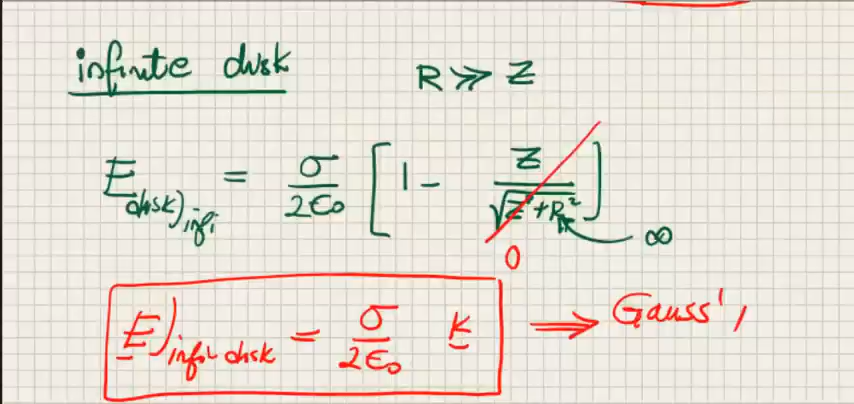 infinite disk R ≫ Z
E disk) infi = σ / 2ε₀ [ 1 - Z / √(Z² + R²) ] ∞
0
E) infi disk = σ / 2ε₀ k ⟹ Gauss'